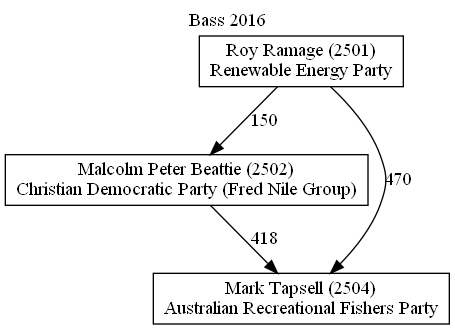 Bass 2016
Roy Ramage (2501)
Renewable Energy Party
150
Malcolm Peter Beattie (2502)
Christian Democratic Party (Fred Nile Group)
470
418
Mark Tapsell (2504)
Australian Recreational Fishers Party